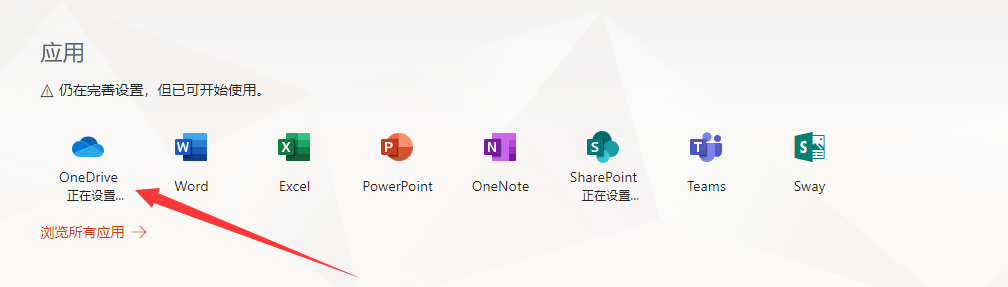 应用
仍在完善设置，但已可开始使用。
OneDrive
正在设置...
Word
Excel
PowerPoint
OneNote
SharePoint
正在设置...
Teams
Sway
浏览所有应用 →